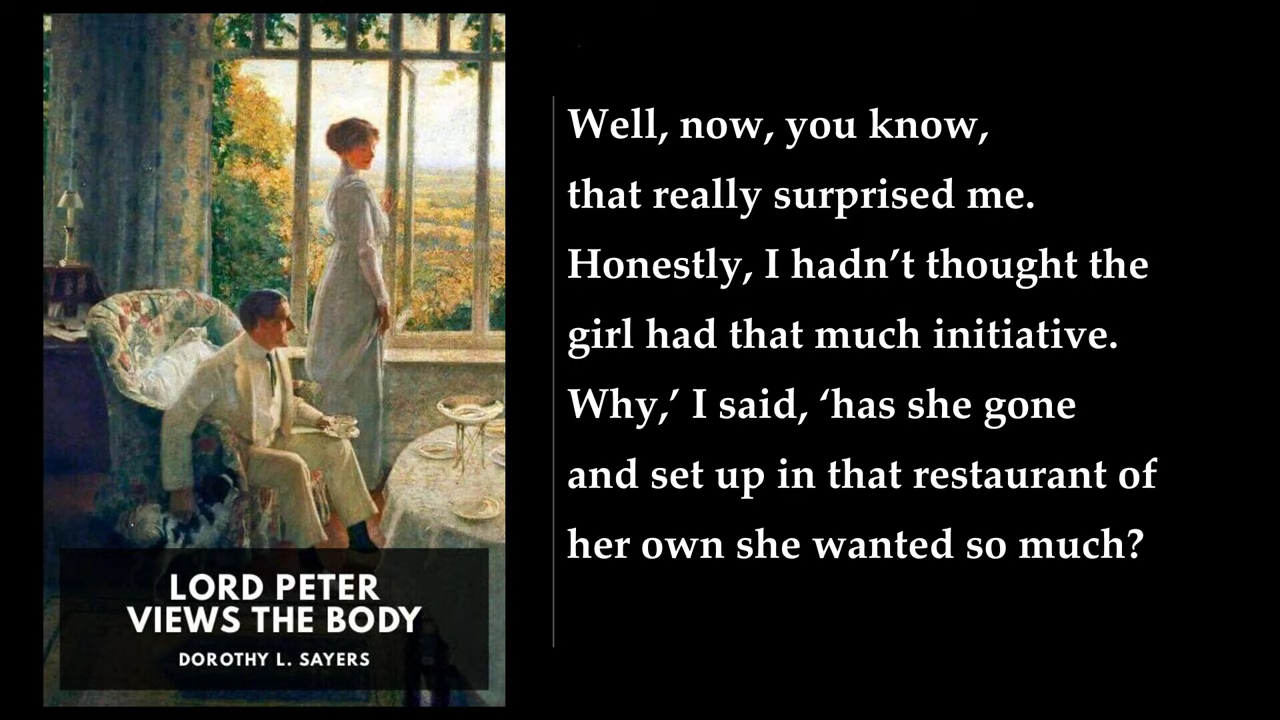 Well, now, you know,
that really surprised me.
Honestly, I hadn’t thought the
girl had that much initiative.
Why,’ I said, ‘has she gone
and set up in that restaurant of
her own she wanted so much?
LORD PETER
VIEWS THE BODY
DOROTHY L. SAYERS